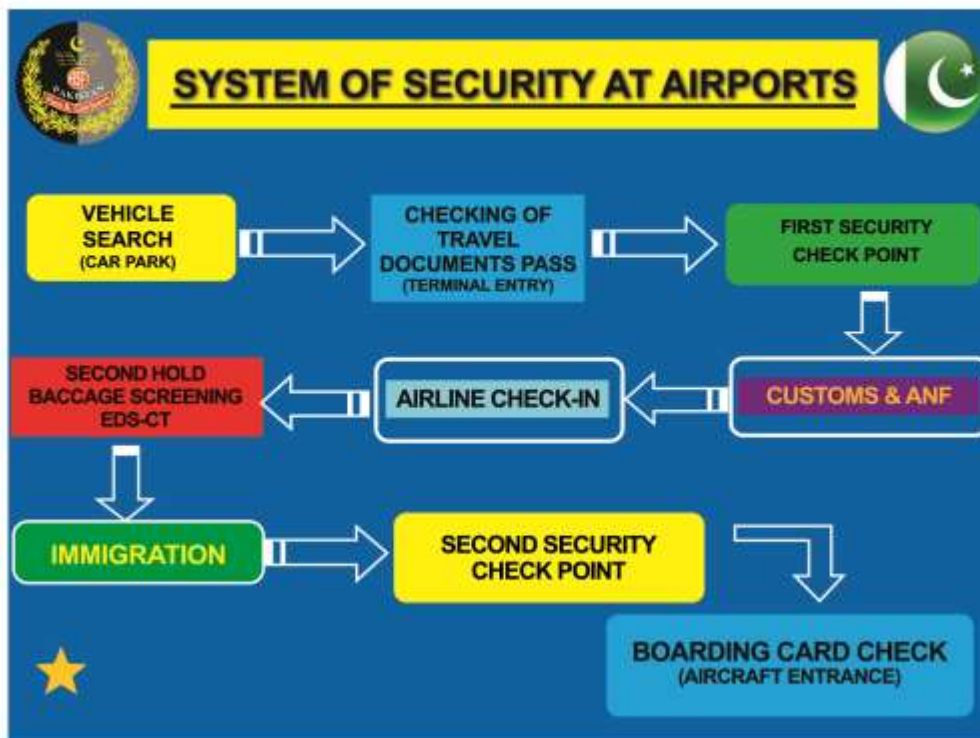 SYSTEM OF SECURITY AT AIRPORTS
PAKISTAN
VEHICLE
SEARCH
(CAR PARK)
CHECKING OF
TRAVEL
DOCUMENTS PASS
(TERMINAL ENTRY)
FIRST SECURITY
CHECK POINT
CUSTOMS & ANF
AIRLINE CHECK-IN
SECOND HOLD
BACCAGE SCREENING
EDS-CT
IMMIGRATION
SECOND SECURITY
CHECK POINT
BOARDING CARD CHECK
(AIRCRAFT ENTRANCE)